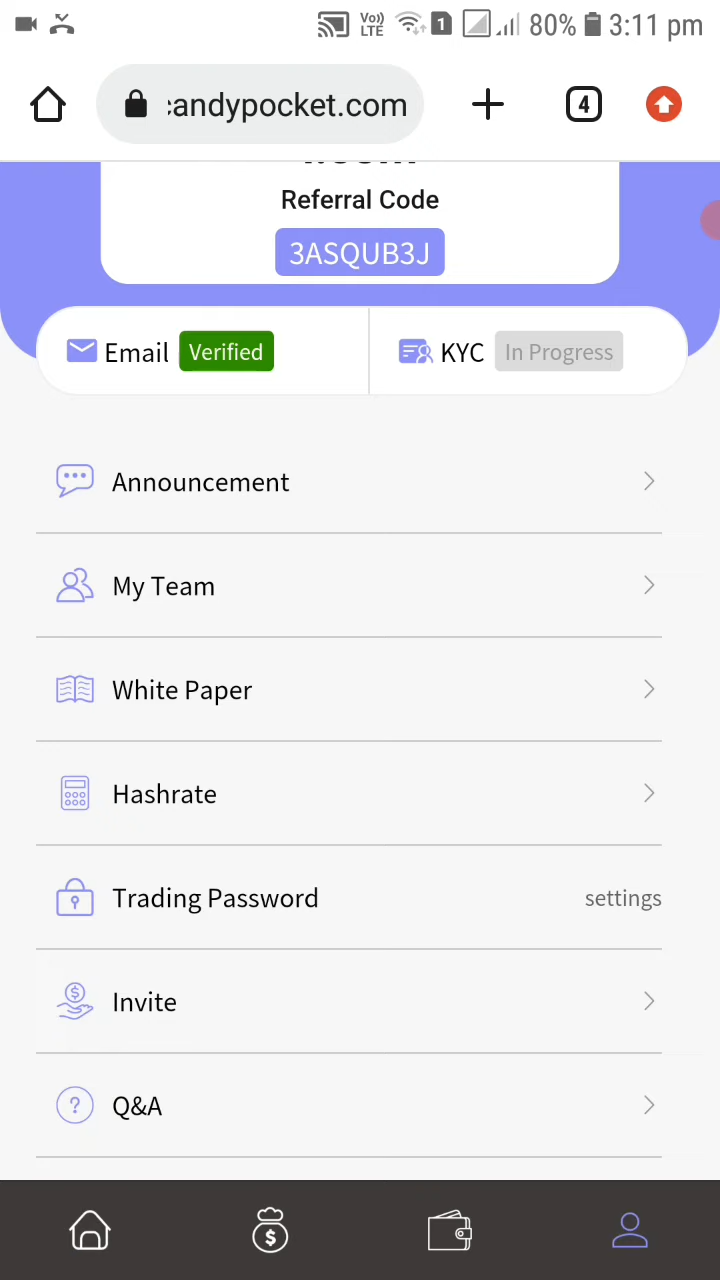 Vo)) LTE 1 80% 3:11 pm
candypocket.com 4
Referral Code
3ASQUB3J
Email Verified KYC In Progress
Announcement
My Team
White Paper
Hashrate
Trading Password settings
Invite
Q&A